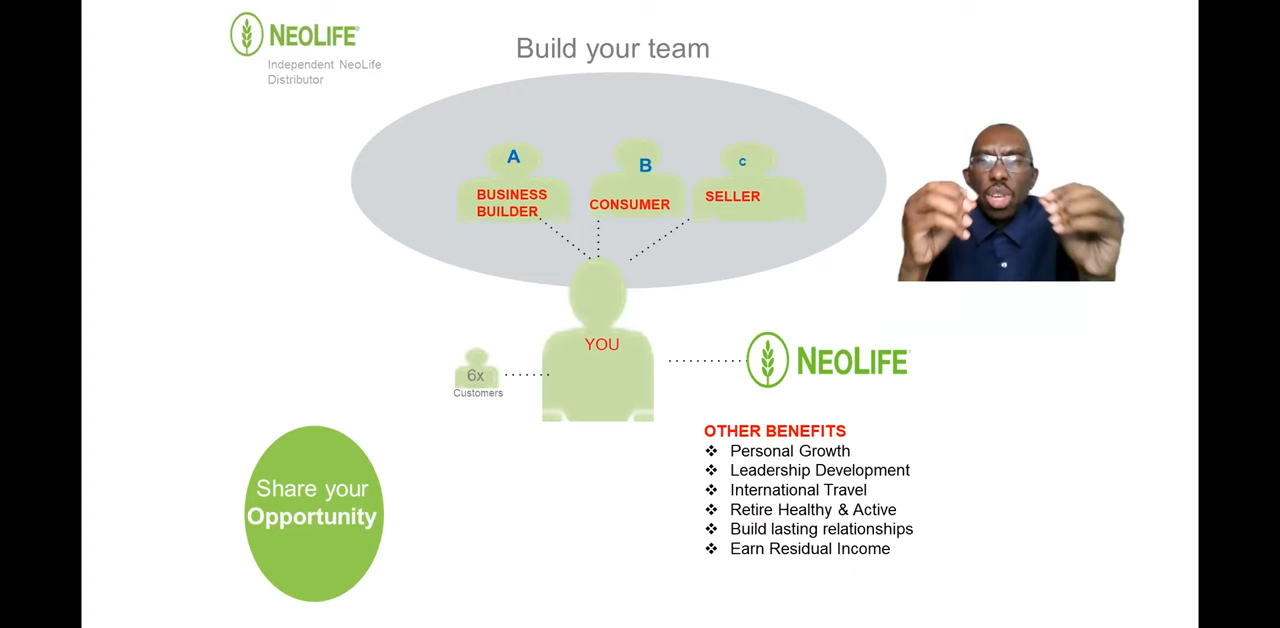 NEOLIFE
Independent NeoLife
Distributor
Build your team
A
BUSINESS
BUILDER
B
CONSUMER
c
SELLER
YOU
6x
Customers
NEOLIFE
Share your
Opportunity
OTHER BENEFITS
❖ Personal Growth
❖ Leadership Development
❖ International Travel
❖ Retire Healthy & Active
❖ Build lasting relationships
❖ Earn Residual Income